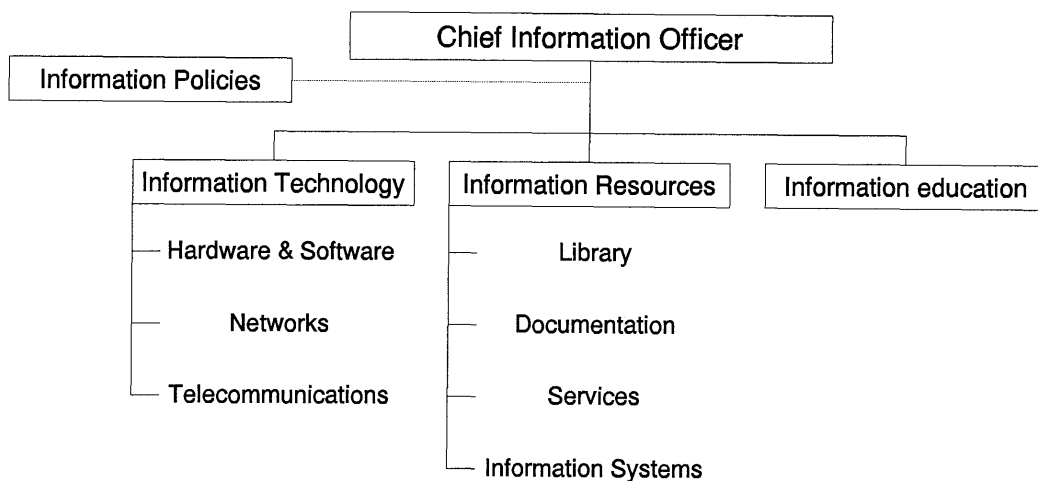 Chief Information Officer
Information Policies
Information Technology
Information Resources
Information education
Hardware & Software
Networks
Telecommunications
Library
Documentation
Services
Information Systems